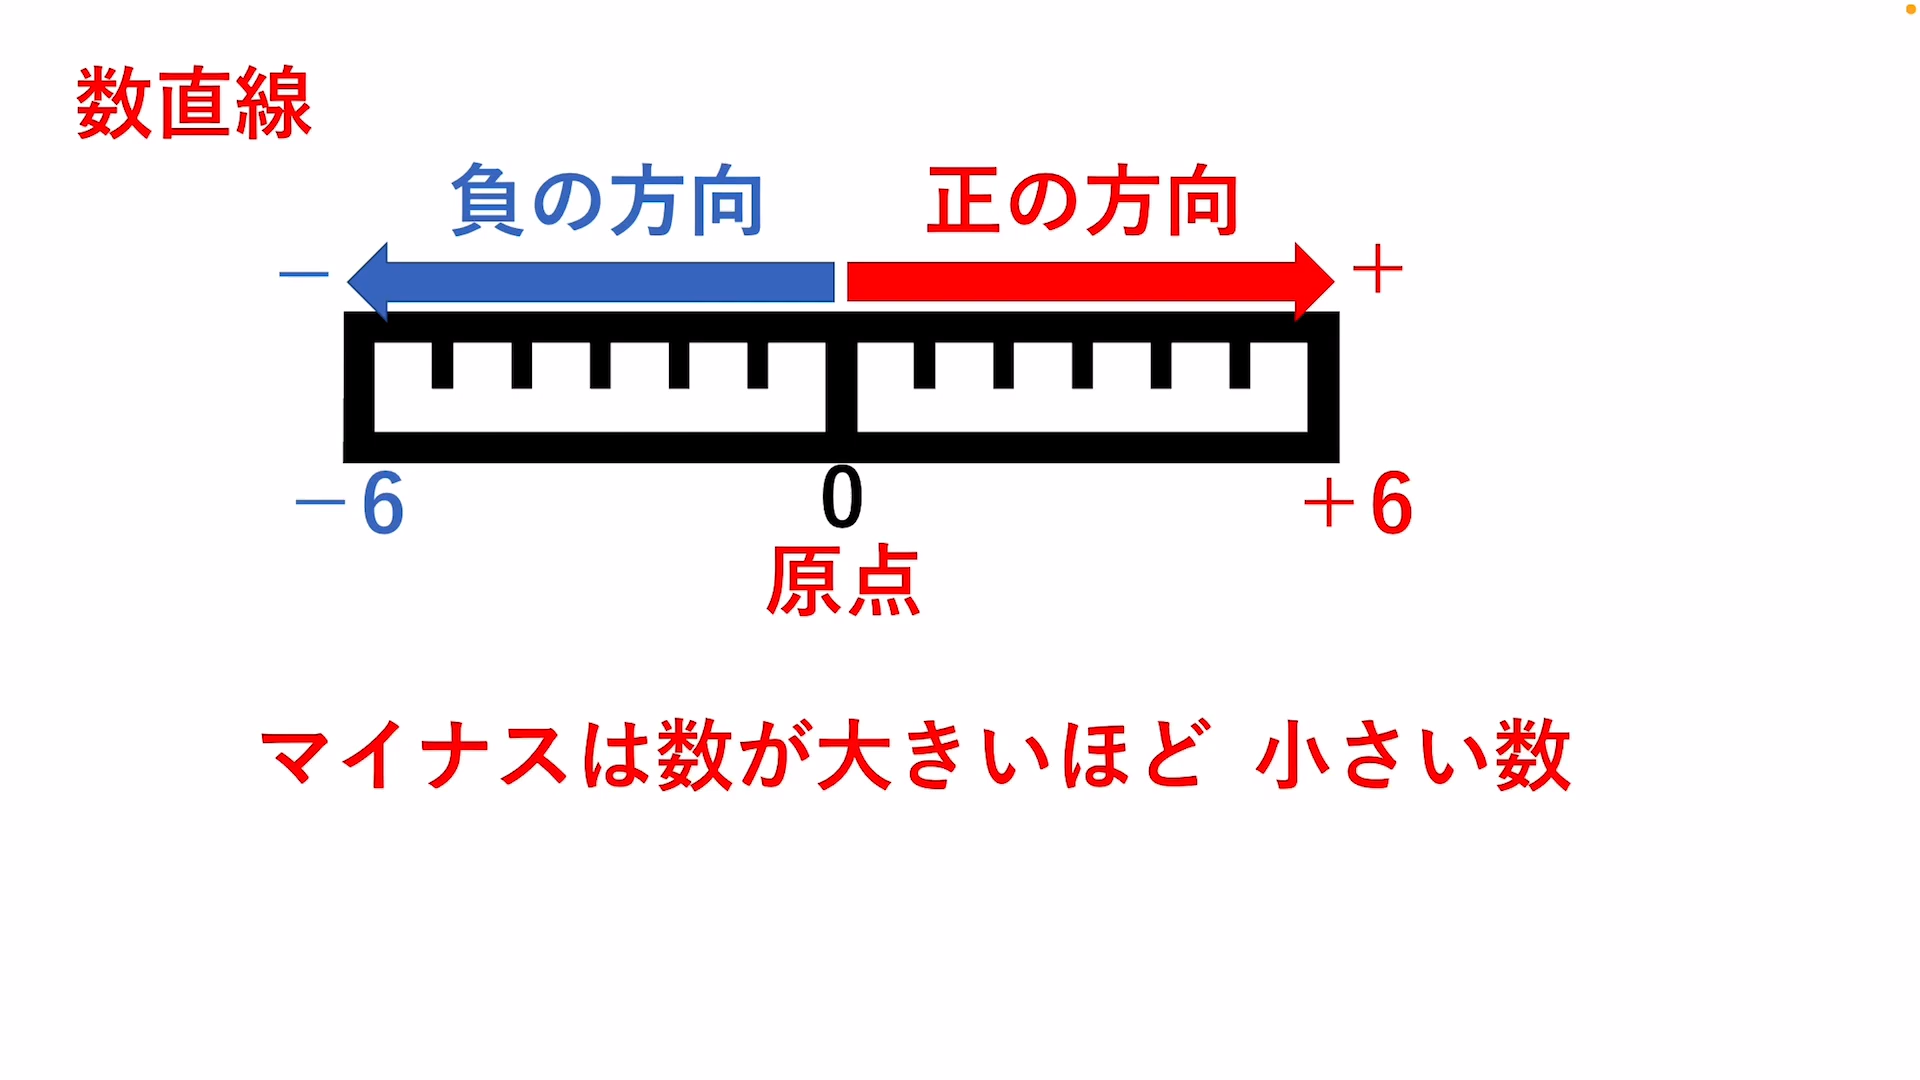 数直線
負の方向 正の方向
－ ＋
－6 0 ＋6
原点
マイナスは数が大きいほど 小さい数